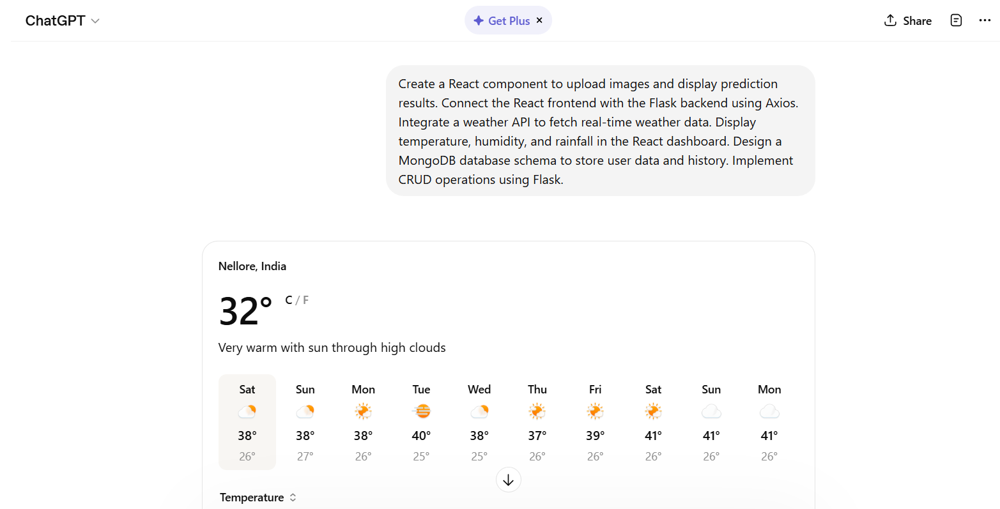 ChatGPT
Get Plus ×
Share
Create a React component to upload images and display prediction
results. Connect the React frontend with the Flask backend using Axios.
Integrate a weather API to fetch real-time weather data. Display
temperature, humidity, and rainfall in the React dashboard. Design a
MongoDB database schema to store user data and history. Implement
CRUD operations using Flask.
Nellore, India
32° C / F
Very warm with sun through high clouds
Sat Sun Mon Tue Wed Thu Fri Sat Sun Mon
38° 38° 38° 40° 38° 37° 39° 41° 41° 41°
26° 27° 26° 25° 25° 26° 26° 26° 26° 26°
Temperature